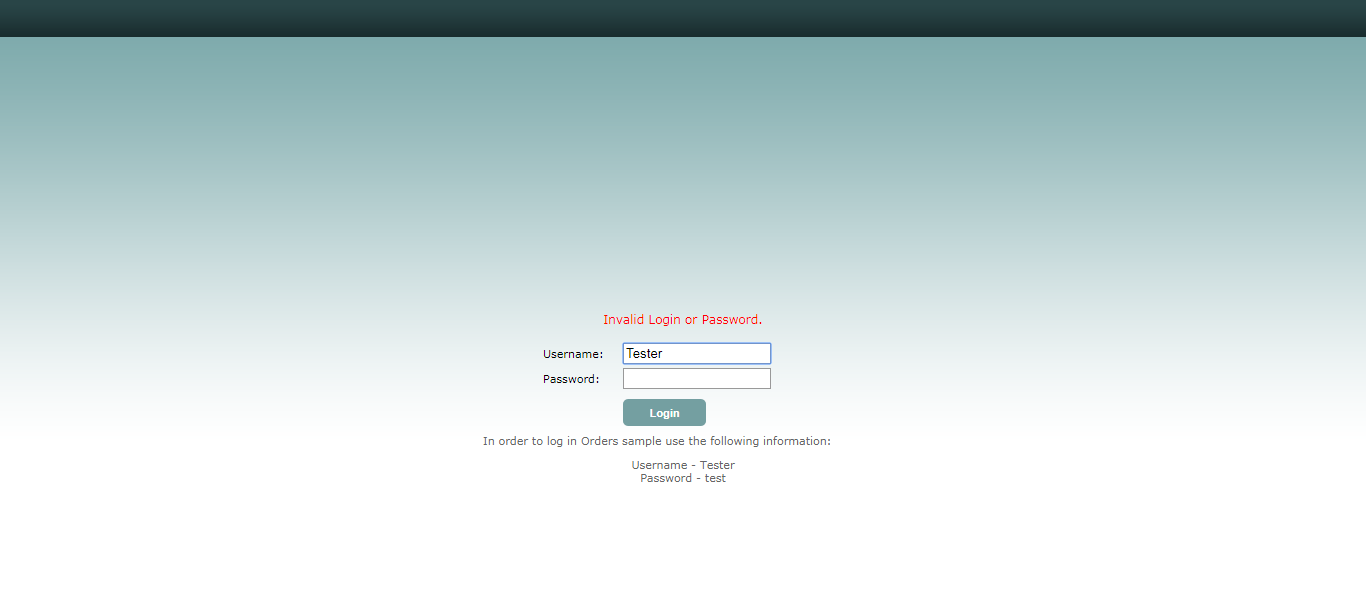 Invalid Login or Password.
Username: Tester
Password:
Login
In order to log in Orders sample use the following information:
Username - Tester
Password - test